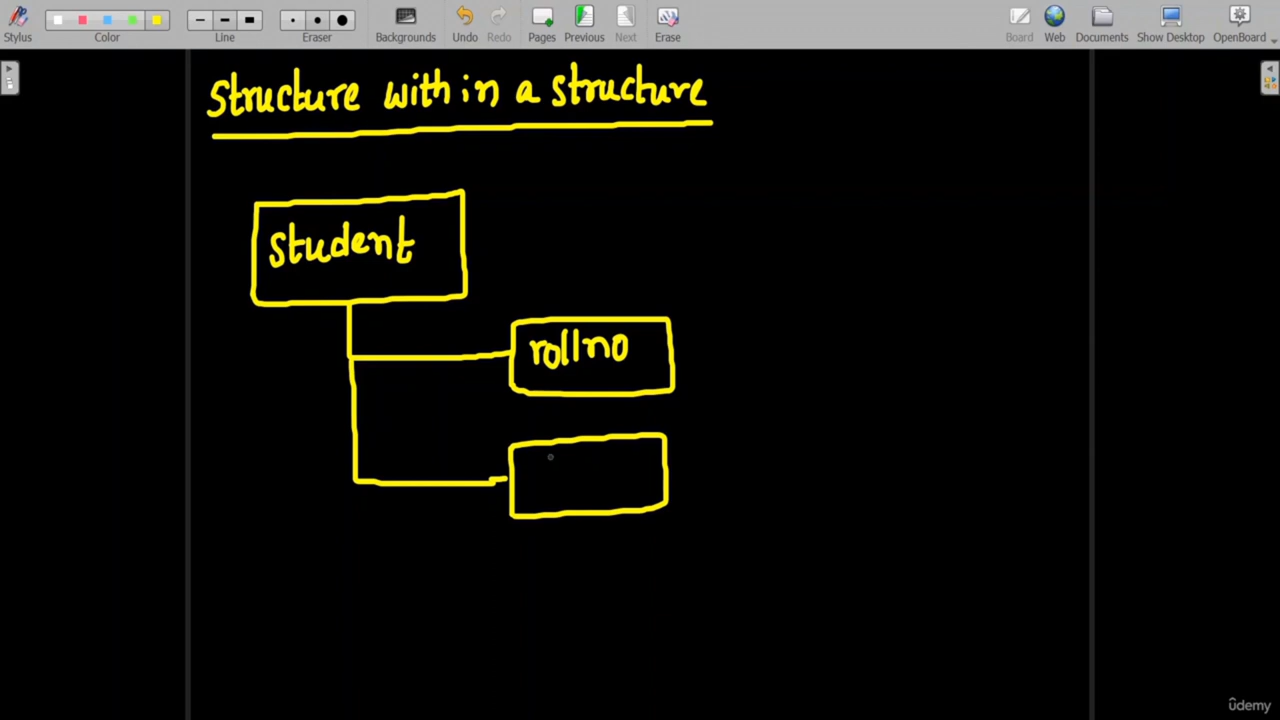 Stylus
Color
Line
Eraser
Backgrounds
Undo
Redo
Pages
Previous
Next
Erase
Board
Web
Documents
Show Desktop
OpenBoard
Structure with in a structure
student
rollno
ûdemy